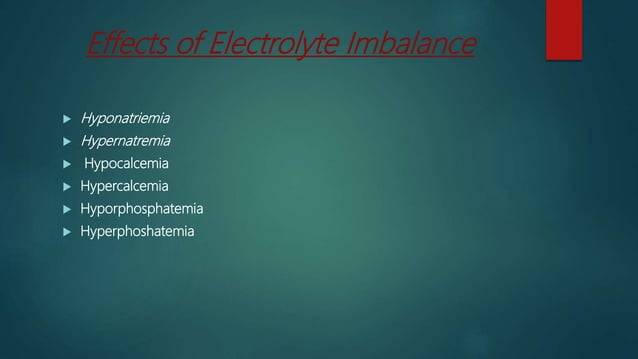 Effects of Electrolyte Imbalance
Hyponatriemia
Hypernatremia
Hypocalcemia
Hypercalcemia
Hyporphosphatemia
Hyperphoshatemia